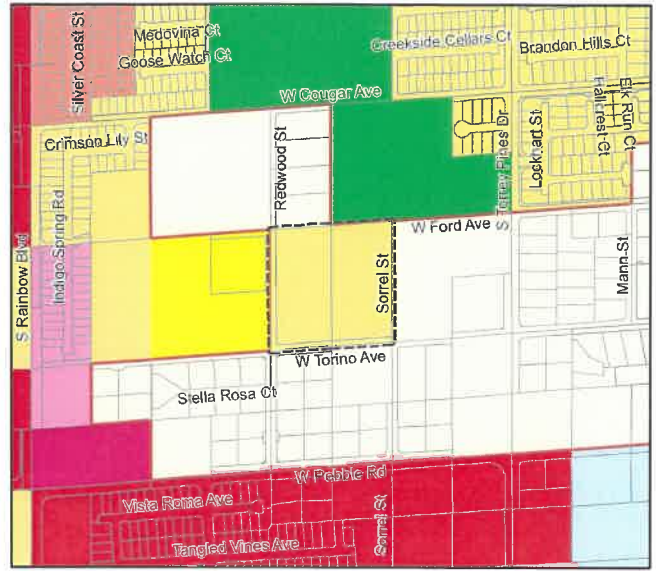 Silver Coast St
Medovina Ct
Goose Watch Ct
Creekside Cellars Ct
Brandon Hills Ct
W Cougar Ave
Crimson Lily St
Redwood St
S Torrey Pines Dr
Lockhart St
Hallcrest Ct
Elk Run Ct
S Rainbow Blvd
Indigo Spring Rd
W Ford Ave
Sorrel St
Mann St
W Torino Ave
Stella Rosa Ct
W Pebble Rd
Vista Roma Ave
Sorrel St
Tangled Vines Ave